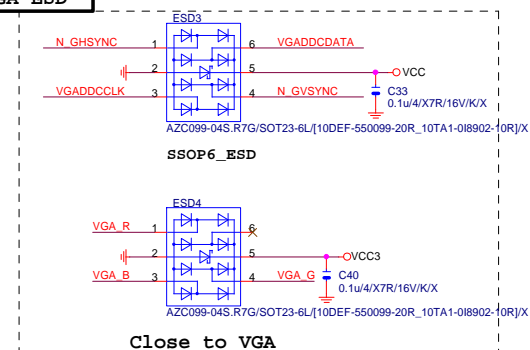 ESD3
N_GHSYNC 1 6 VGADDCDATA
2 5 VCC
VGADDCCLK 3 4 N_GVSYNC C33
0.1u/4/X7R/16V/K/X
AZC099-04S.R7G/SOT23-6L/[10DEF-550099-20R_10TA1-0I8902-10R]/X
SSOP6_ESD
ESD4
VGA_R 1 6
2 5 VCC3
VGA_B 3 4 VGA_G C40
0.1u/4/X7R/16V/K/X
AZC099-04S.R7G/SOT23-6L/[10DEF-550099-20R_10TA1-0I8902-10R]/X
Close to VGA